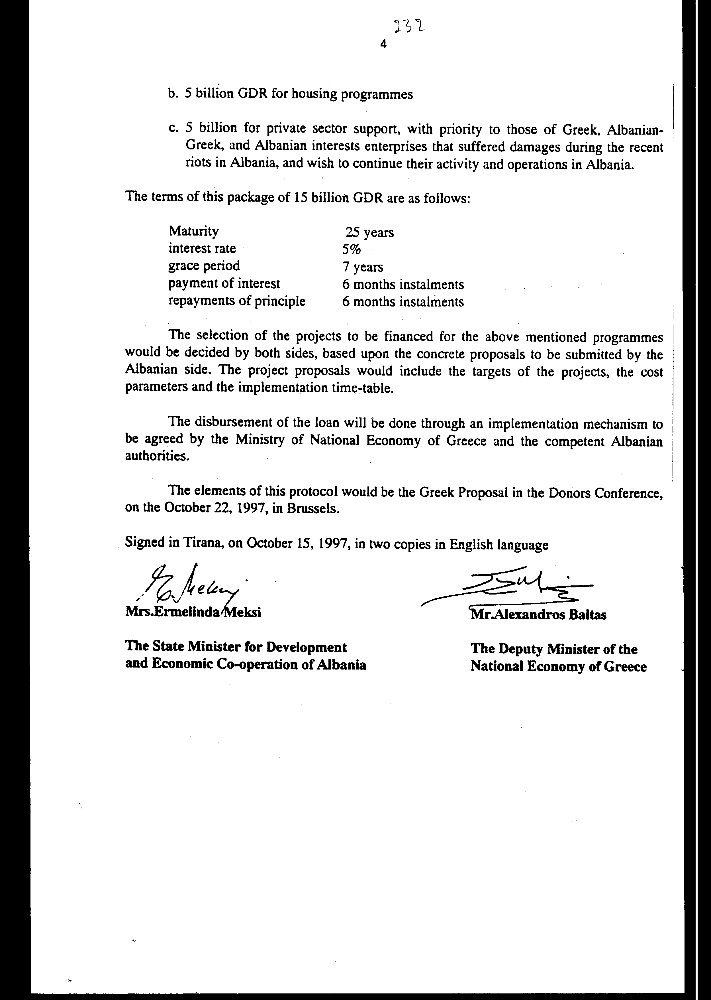 232
4
b. 5 billion GDR for housing programmes
c. 5 billion for private sector support, with priority to those of Greek, Albanian-
Greek, and Albanian interests enterprises that suffered damages during the recent
riots in Albania, and wish to continue their activity and operations in Albania.
The terms of this package of 15 billion GDR are as follows:
Maturity 25 years
interest rate 5%
grace period 7 years
payment of interest 6 months instalments
repayments of principle 6 months instalments
The selection of the projects to be financed for the above mentioned programmes
would be decided by both sides, based upon the concrete proposals to be submitted by the
Albanian side. The project proposals would include the targets of the projects, the cost
parameters and the implementation time-table.
The disbursement of the loan will be done through an implementation mechanism to
be agreed by the Ministry of National Economy of Greece and the competent Albanian
authorities.
The elements of this protocol would be the Greek Proposal in the Donors Conference,
on the October 22, 1997, in Brussels.
Signed in Tirana, on October 15, 1997, in two copies in English language
Mrs.Ermelinda Meksi Mr.Alexandros Baltas
The State Minister for Development The Deputy Minister of the
and Economic Co-operation of Albania National Economy of Greece